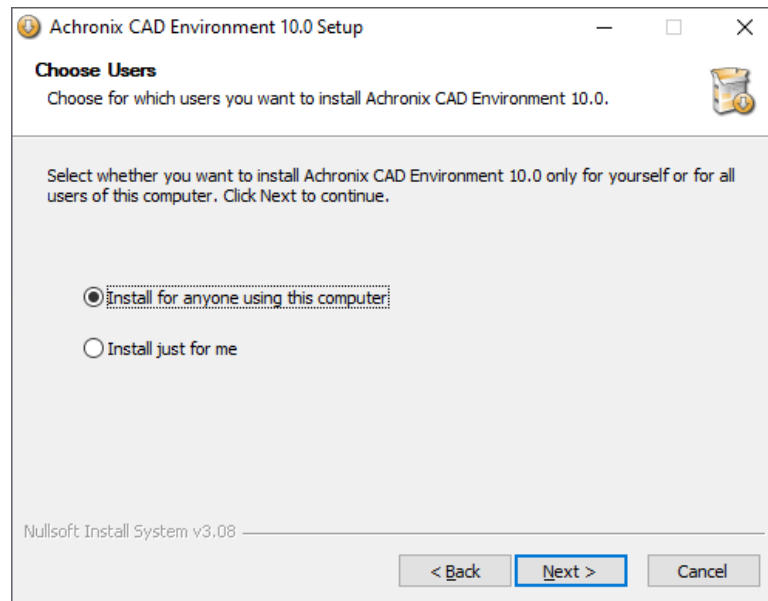 Achronix CAD Environment 10.0 Setup
Choose Users
Choose for which users you want to install Achronix CAD Environment 10.0.
Select whether you want to install Achronix CAD Environment 10.0 only for yourself or for all
users of this computer. Click Next to continue.
Install for anyone using this computer
Install just for me
Nullsoft Install System v3.08
< Back
Next >
Cancel